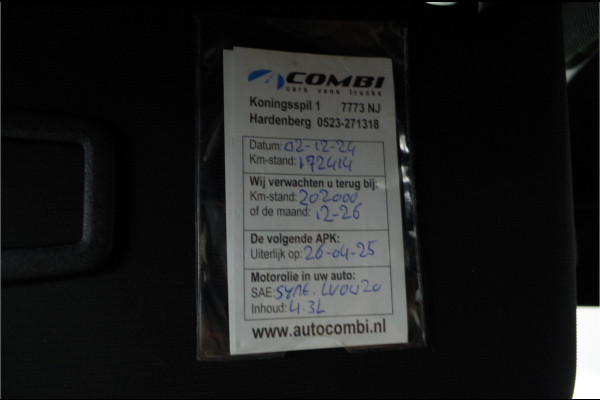 COMBI
cars vans trucks
Koningsspil 1 7773 NJ
Hardenberg 0523-271318
Datum: 02-12-24
Km-stand: 172414
Wij verwachten u terug bij:
Km-stand: 202000
of de maand: 12-26
De volgende APK:
Uiterlijk op: 26-04-25
Motorolie in uw auto:
SAE: SYNT. LV0W20
Inhoud: 4.3L
www.autocombi.nl